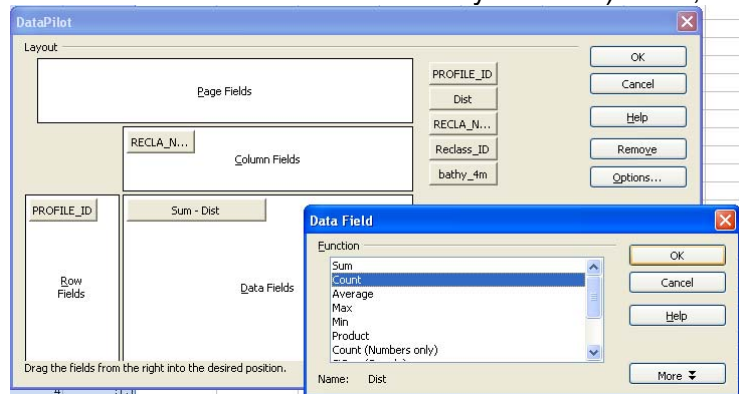 DataPilot
Layout
Page Fields
RECLA_N...
Column Fields
PROFILE_ID
Row
Fields
Sum - Dist
Data Fields
PROFILE_ID
Dist
RECLA_N...
Reclass_ID
bathy_4m
OK
Cancel
Help
Remove
Options...
Drag the fields from the right into the desired position.
Data Field
Function
Sum
Count
Average
Max
Min
Product
Count (Numbers only)
Name: Dist
OK
Cancel
Help
More
4